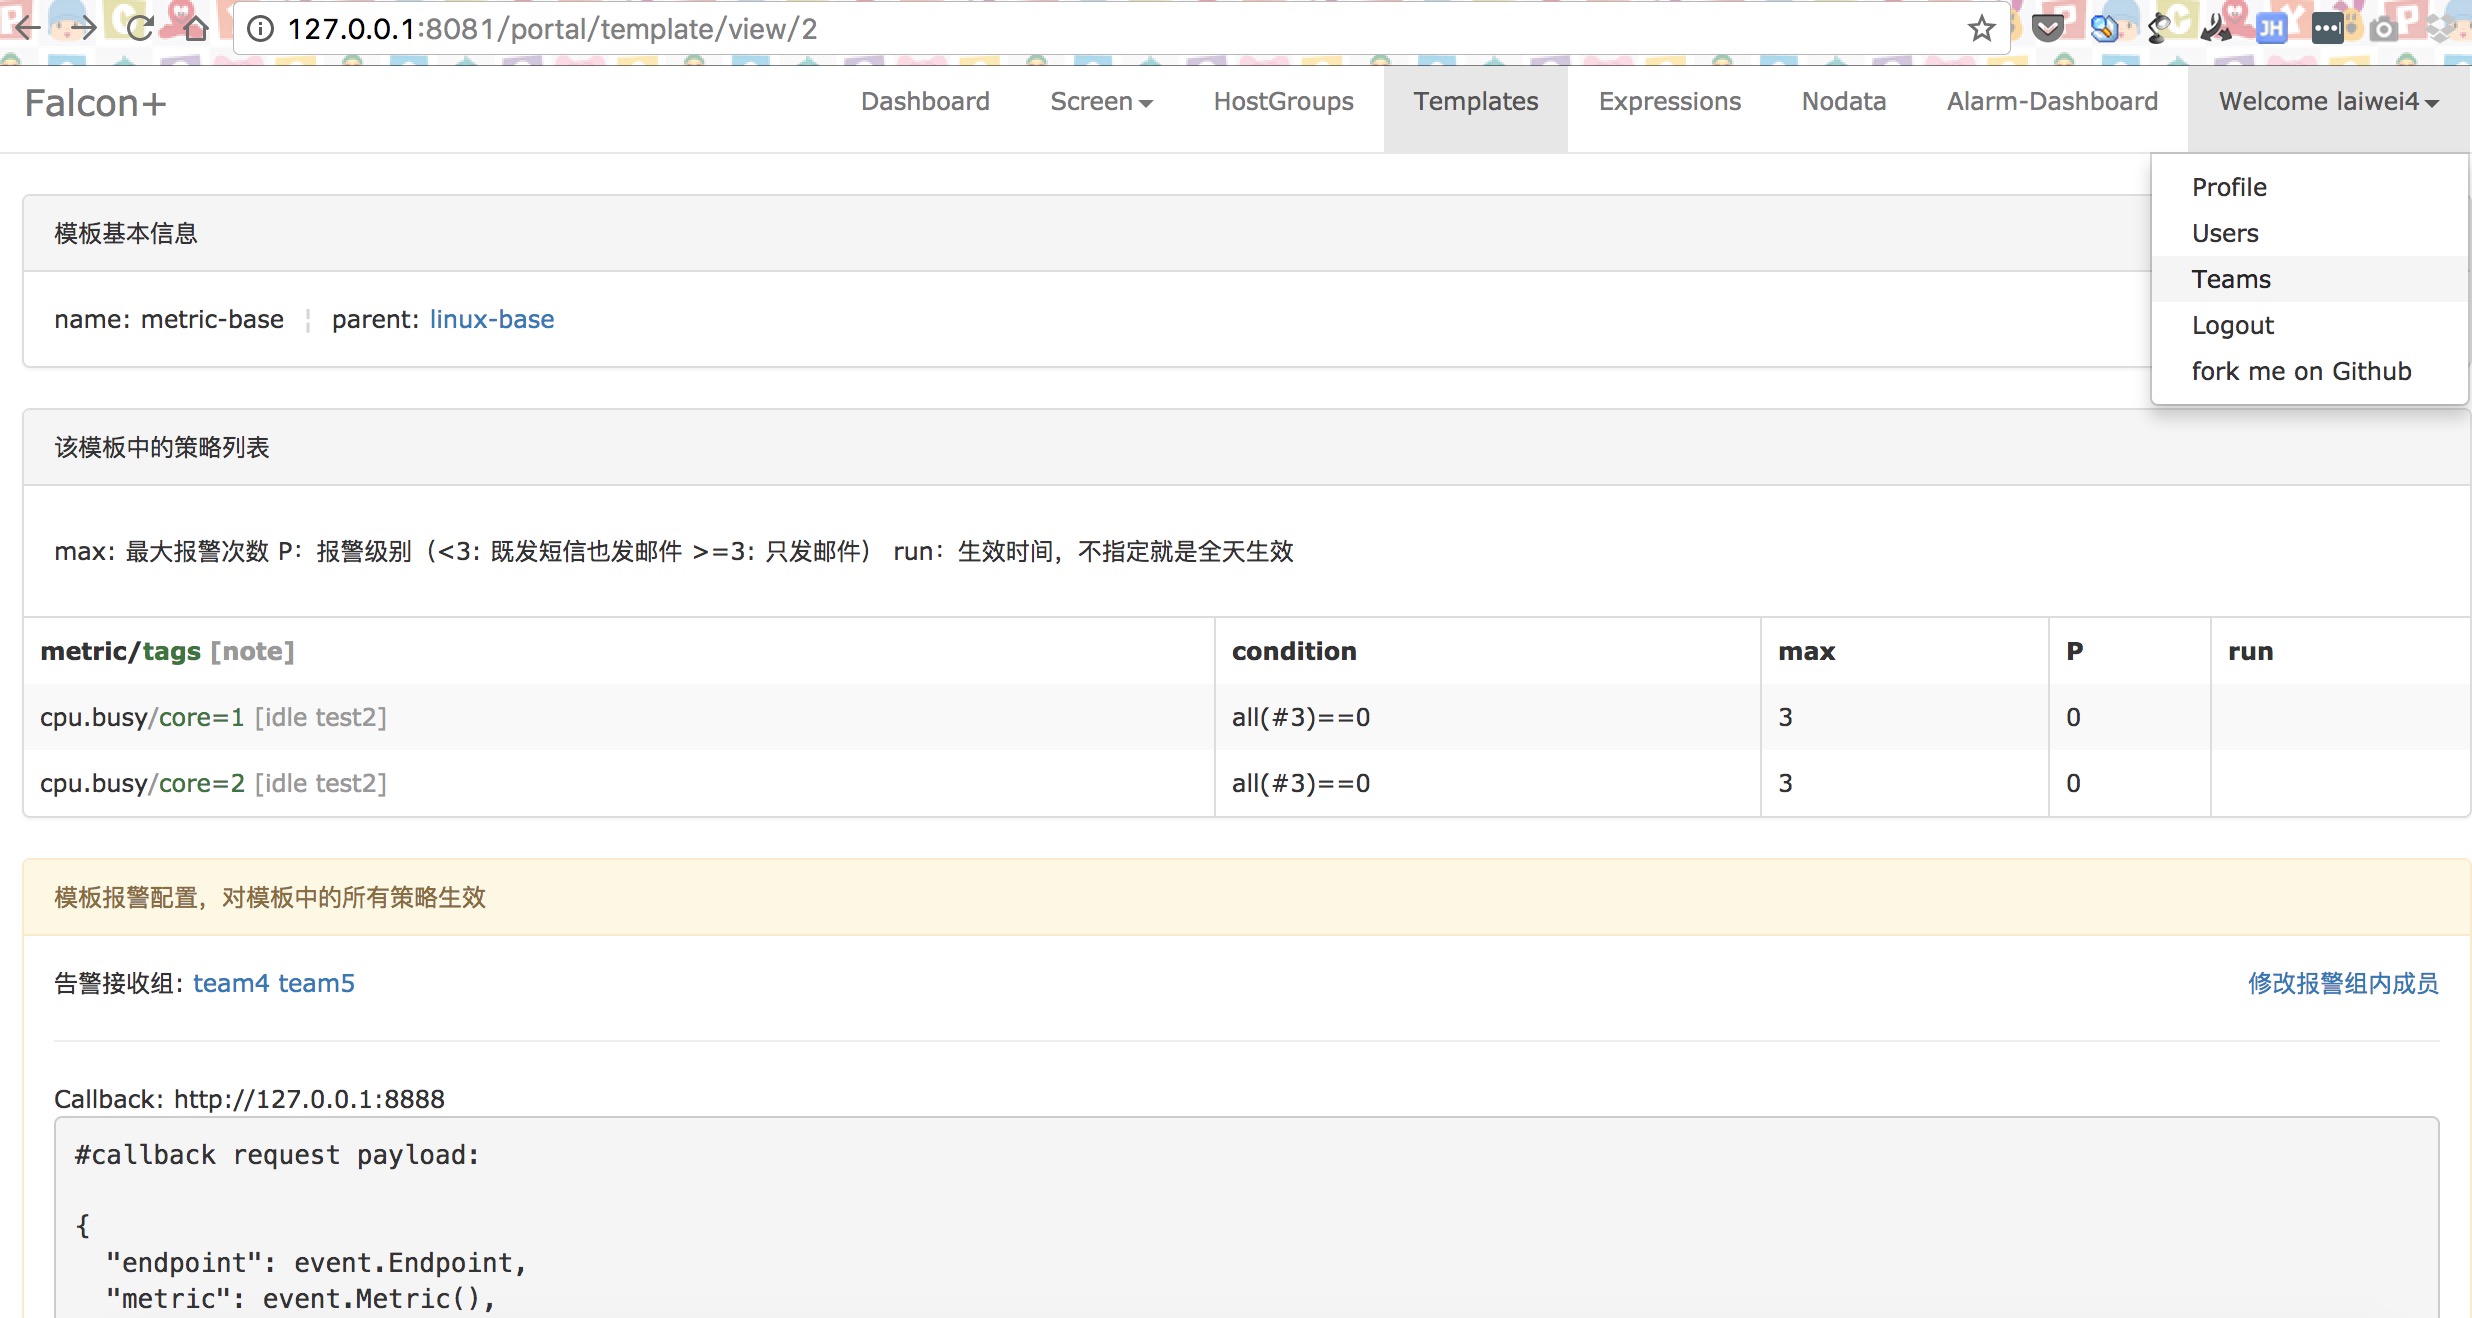 127.0.0.1:8081/portal/template/view/2
JH
Falcon+
Dashboard
Screen
HostGroups
Templates
Expressions
Nodata
Alarm-Dashboard
Welcome laiwei4
Profile
Users
Teams
Logout
fork me on Github
模板基本信息
name: metric-base ¦ parent: linux-base
该模板中的策略列表
max: 最大报警次数 P：报警级别（<3: 既发短信也发邮件 >=3: 只发邮件） run：生效时间，不指定就是全天生效
metric/tags [note] condition max P run
cpu.busy/core=1 [idle test2] all(#3)==0 3 0
cpu.busy/core=2 [idle test2] all(#3)==0 3 0
模板报警配置，对模板中的所有策略生效
告警接收组: team4 team5 修改报警组内成员
Callback: http://127.0.0.1:8888
#callback request payload:
{
"endpoint": event.Endpoint,
"metric": event.Metric(),